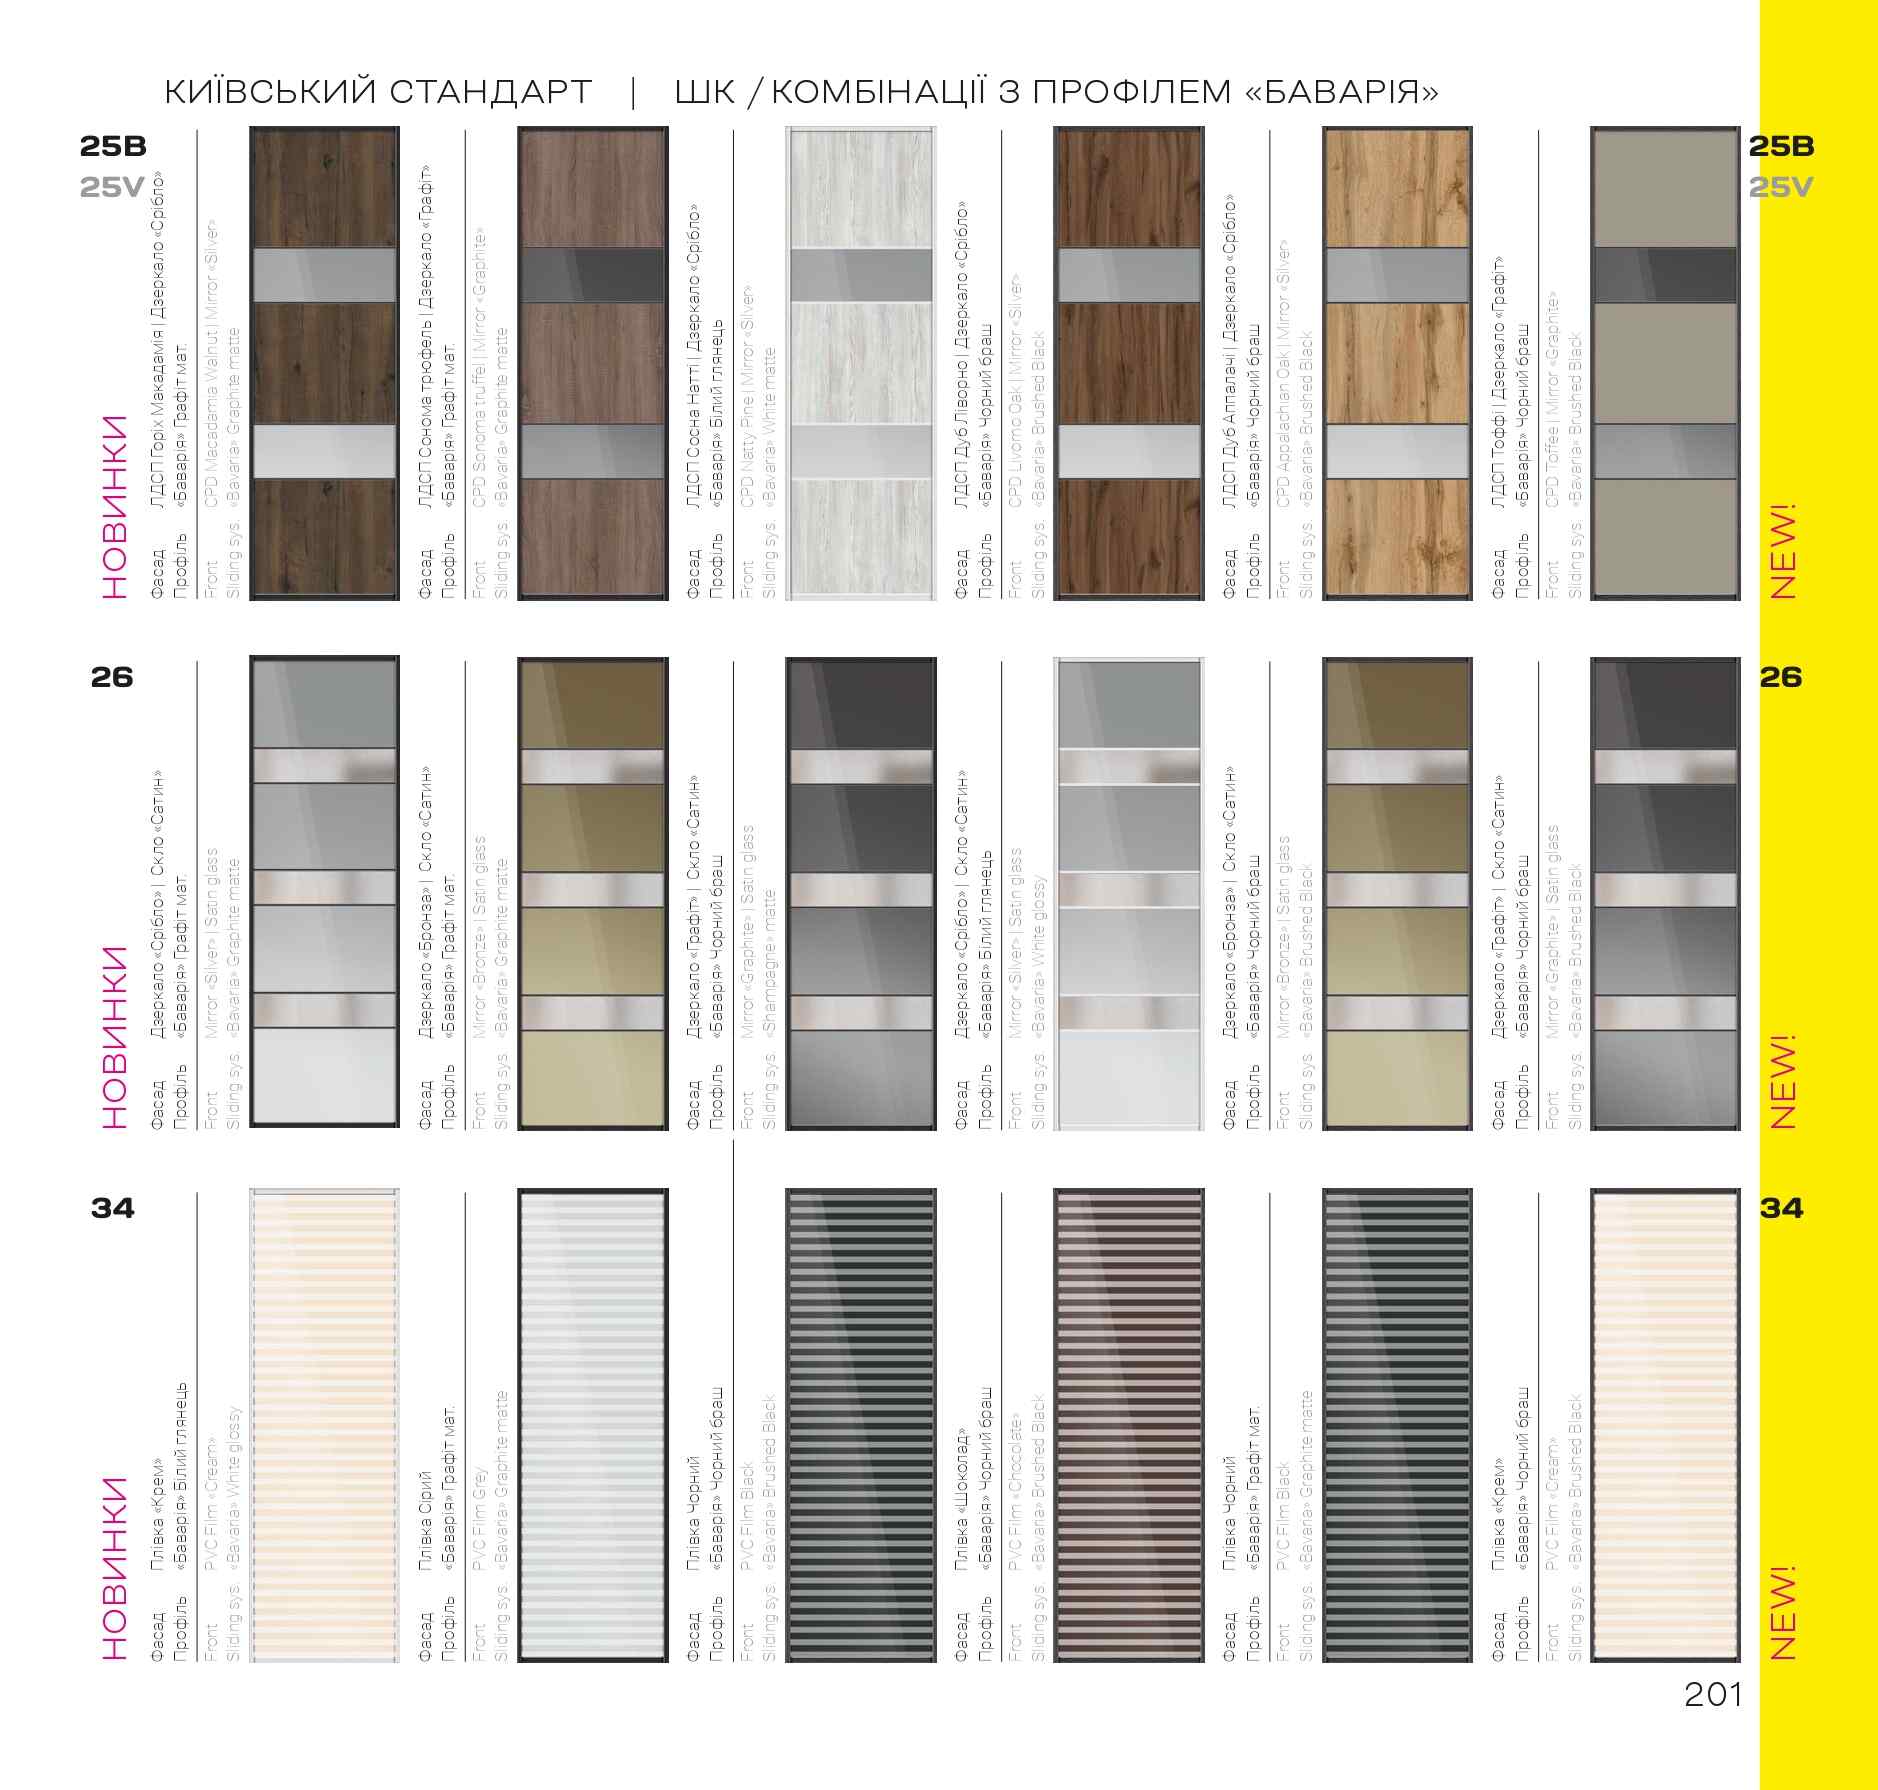 КИЇВСЬКИЙ СТАНДАРТ | ШК / КОМБІНАЦІЇ З ПРОФІЛЕМ «БАВАРІЯ»
25В
25V
НОВИНКИ
Фасад ЛДСП Горіх Макадамія | Дзеркало «Срібло»
Профіль «Баварія» Графіт мат.
Front CPD Macadamia Walnut | Mirror «Silver»
Sliding sys. «Bavaria» Graphite matte
Фасад ЛДСП Сонома трюфель | Дзеркало «Графіт»
Профіль «Баварія» Графіт мат.
Front CPD Sonoma truffel | Mirror «Graphite»
Sliding sys. «Bavaria» Graphite matte
Фасад ЛДСП Сосна Натті | Дзеркало «Срібло»
Профіль «Баварія» Білий глянець
Front CPD Natty Pine | Mirror «Silver»
Sliding sys. «Bavaria» White matte
Фасад ЛДСП Дуб Ліворно | Дзеркало «Срібло»
Профіль «Баварія» Чорний браш
Front CPD Livorno Oak | Mirror «Silver»
Sliding sys. «Bavaria» Brushed Black
Фасад ЛДСП Дуб Аппалачі | Дзеркало «Срібло»
Профіль «Баварія» Чорний браш
Front CPD Appalachian Oak | Mirror «Silver»
Sliding sys. «Bavaria» Brushed Black
Фасад ЛДСП Тоффі | Дзеркало «Графіт»
Профіль «Баварія» Чорний браш
Front CPD Toffee | Mirror «Graphite»
Sliding sys. «Bavaria» Brushed Black
25В
25V
NEW!
26
НОВИНКИ
Фасад Дзеркало «Срібло» | Скло «Сатин»
Профіль «Баварія» Графіт мат.
Front Mirror «Silver» | Satin glass
Sliding sys. «Bavaria» Graphite matte
Фасад Дзеркало «Бронза» | Скло «Сатин»
Профіль «Баварія» Графіт мат.
Front Mirror «Bronze» | Satin glass
Sliding sys. «Bavaria» Graphite matte
Фасад Дзеркало «Графіт» | Скло «Сатин»
Профіль «Баварія» Чорний браш
Front Mirror «Graphite» | Satin glass
Sliding sys. «Shampagne» matte
Фасад Дзеркало «Срібло» | Скло «Сатин»
Профіль «Баварія» Білий глянець
Front Mirror «Silver» | Satin glass
Sliding sys. «Bavaria» White glossy
Фасад Дзеркало «Бронза» | Скло «Сатин»
Профіль «Баварія» Чорний браш
Front Mirror «Bronze» | Satin glass
Sliding sys. «Bavaria» Brushed Black
Фасад Дзеркало «Графіт» | Скло «Сатин»
Профіль «Баварія» Чорний браш
Front Mirror «Graphite» | Satin glass
Sliding sys. «Bavaria» Brushed Black
26
NEW!
34
НОВИНКИ
Фасад Плівка «Крем»
Профіль «Баварія» Білий глянець
Front PVC Film «Cream»
Sliding sys. «Bavaria» White glossy
Фасад Плівка Сірий
Профіль «Баварія» Графіт мат.
Front PVC Film Grey
Sliding sys. «Bavaria» Graphite matte
Фасад Плівка Чорний
Профіль «Баварія» Чорний браш
Front PVC Film Black
Sliding sys. «Bavaria» Brushed Black
Фасад Плівка «Шоколад»
Профіль «Баварія» Чорний браш
Front PVC Film «Chocolate»
Sliding sys. «Bavaria» Brushed Black
Фасад Плівка Чорний
Профіль «Баварія» Графіт мат.
Front PVC Film Black
Sliding sys. «Bavaria» Graphite matte
Фасад Плівка «Крем»
Профіль «Баварія» Чорний браш
Front PVC Film «Cream»
Sliding sys. «Bavaria» Brushed Black
34
NEW!
201